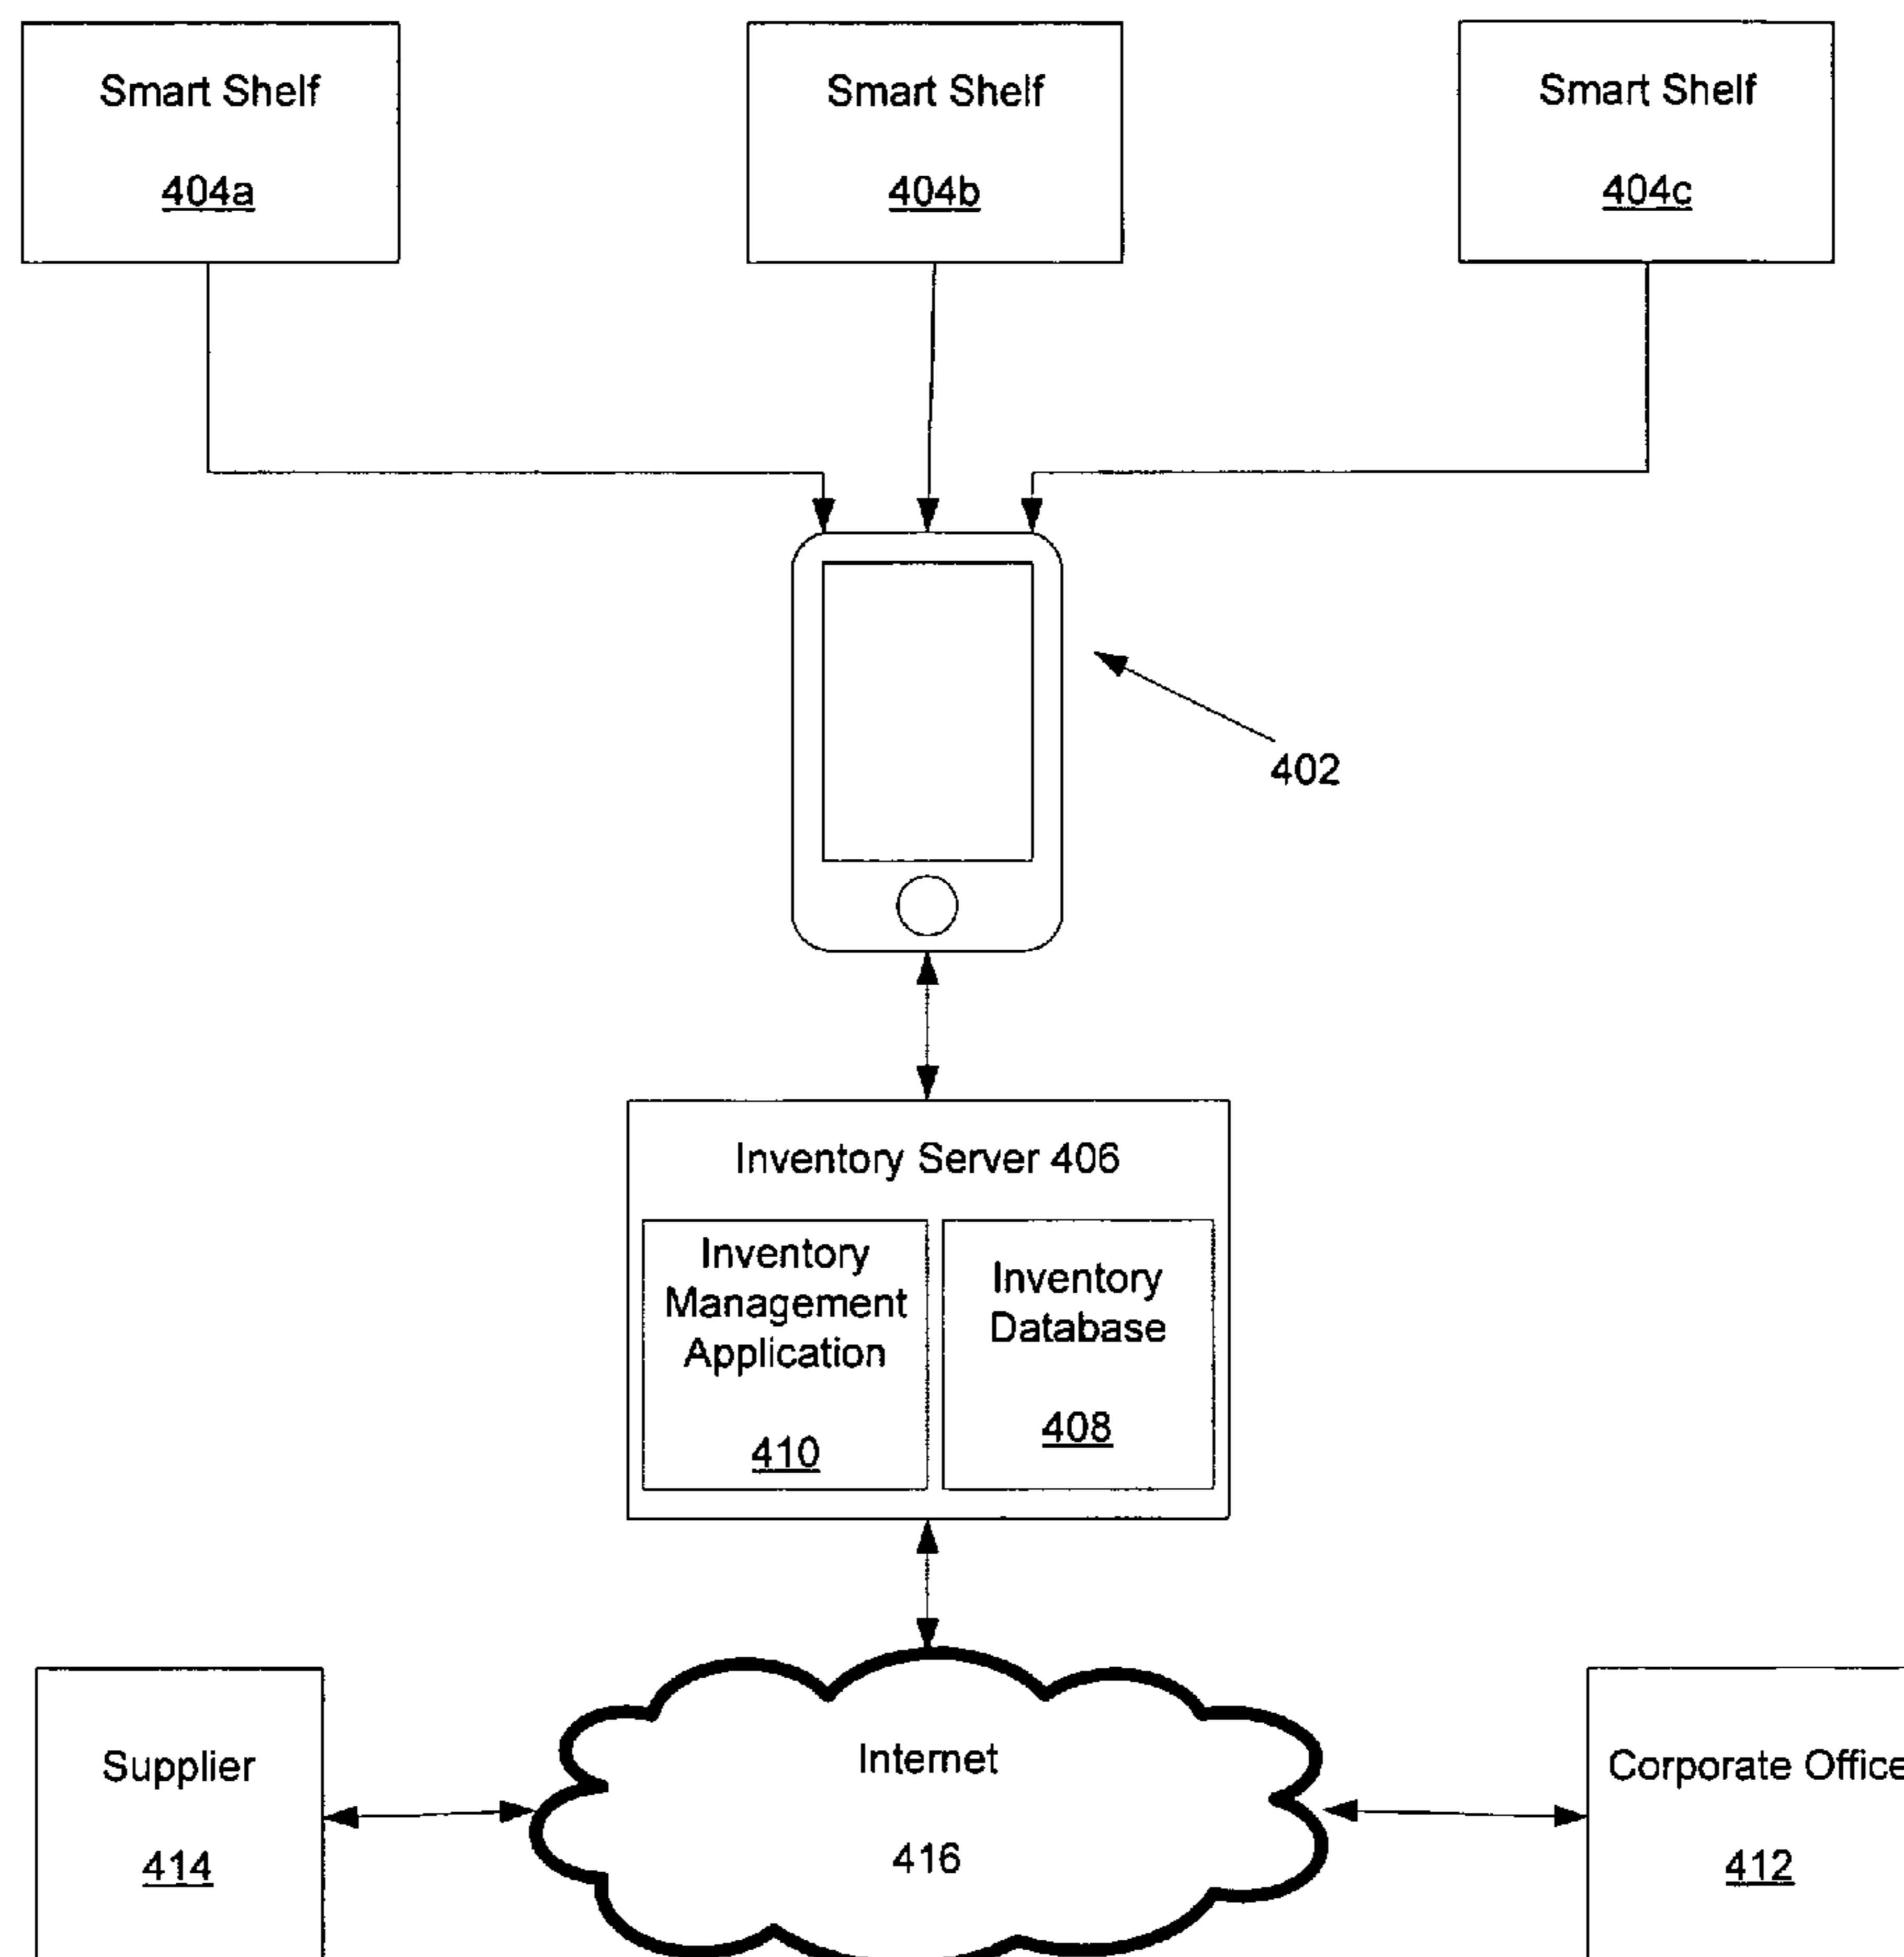 Smart Shelf
404a
Smart Shelf
404b
Smart Shelf
404c
402
Inventory Server 406
Inventory
Management
Application
410
Inventory
Database
408
Supplier
414
Internet
416
Corporate Office
412